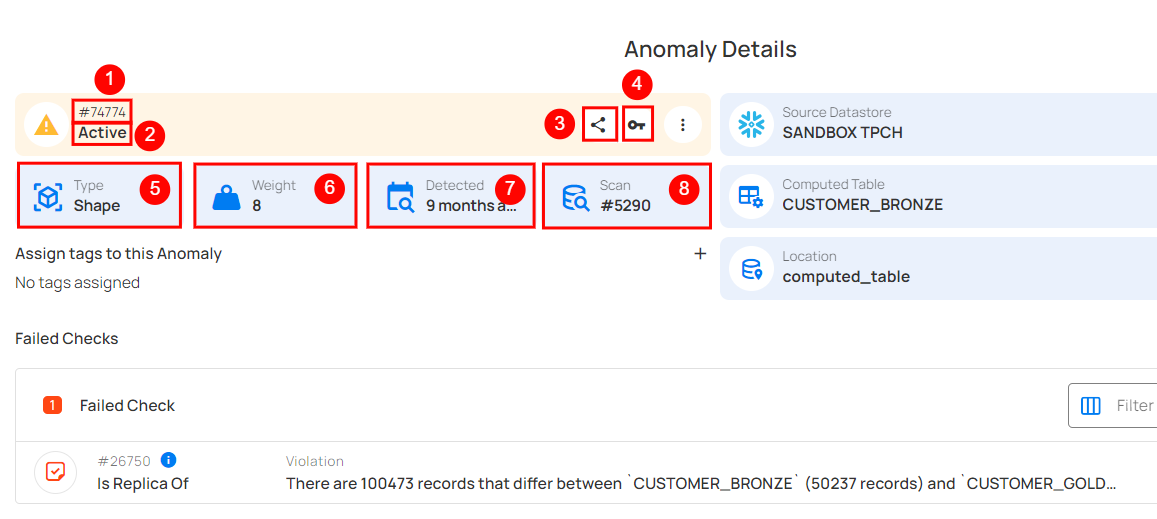 Anomaly Details
1
4
#74774
Active
2
3
Source Datastore
SANDBOX TPCH
Type
Shape
5
Weight
8
6
Detected
9 months a...
7
Scan
#5290
8
Computed Table
CUSTOMER_BRONZE
Assign tags to this Anomaly
+
No tags assigned
Location
computed_table
Failed Checks
1 Failed Check
Filter
#26750
Is Replica Of
Violation
There are 100473 records that differ between `CUSTOMER_BRONZE` (50237 records) and `CUSTOMER_GOLD...